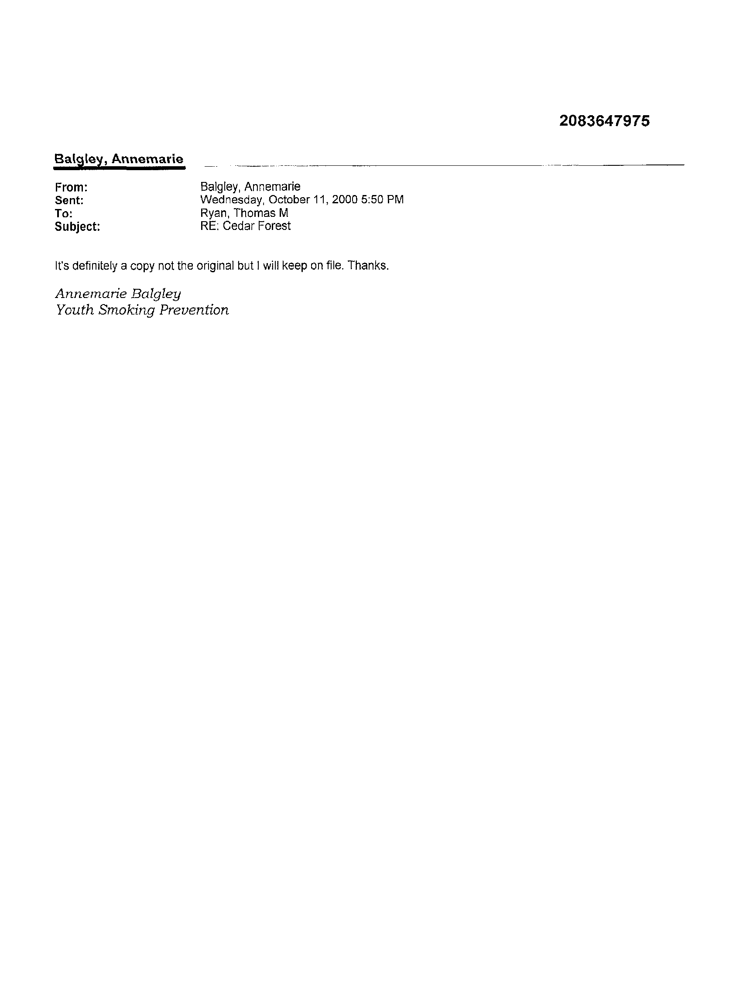 2083647975
Balgley, Annemarie
From: Balgley, Annemarie
Sent: Wednesday, October 11, 2000 5:50 PM
To: Ryan, Thomas M
Subject: RE: Cedar Forest
It's definitely a copy not the original but I will keep on file. Thanks.
Annemarie Balgley
Youth Smoking Prevention